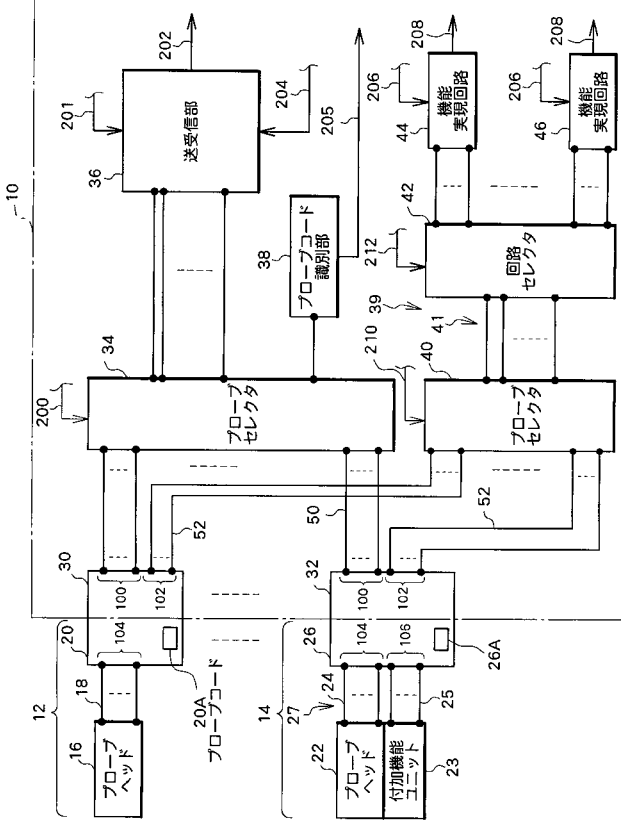 10
12
14
16
プローブ
ヘッド
18
20
30
104
100
102
20A
プローブコード
52
200
34
プローブ
セレクタ
201
36
送受信部
202
204
38
プローブコード
識別部
205
22
プローブ
ヘッド
付加機能
ユニット
23
27
24
25
26
32
104
100
106
102
26A
50
52
210
40
プローブ
セレクタ
39
41
212
42
回路
セレクタ
206
44
機能
実現回路
208
206
46
機能
実現回路
208